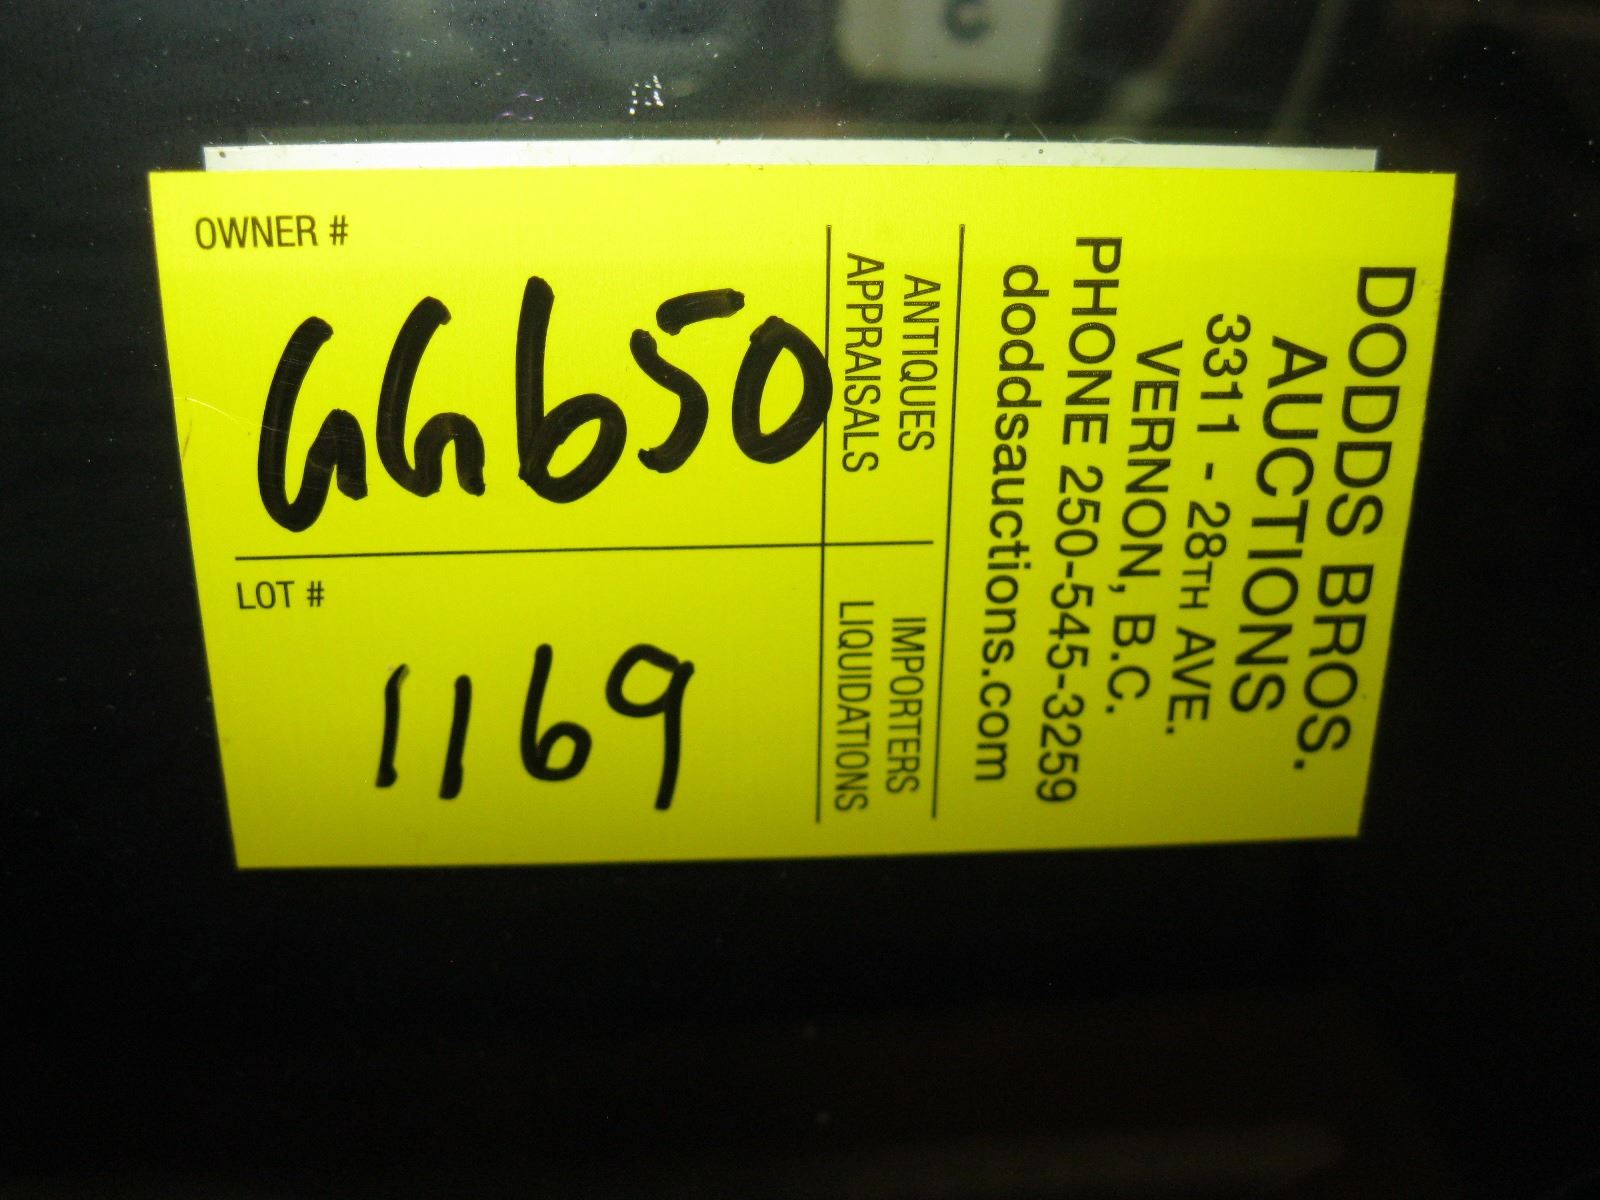 OWNER #
GG650
LOT #
1169
ANTIQUES
APPRAISALS
IMPORTERS
LIQUIDATIONS
DODDS BROS.
AUCTIONS
3311 - 28TH AVE.
VERNON, B.C.
PHONE 250-545-3259
doddsauctions.com